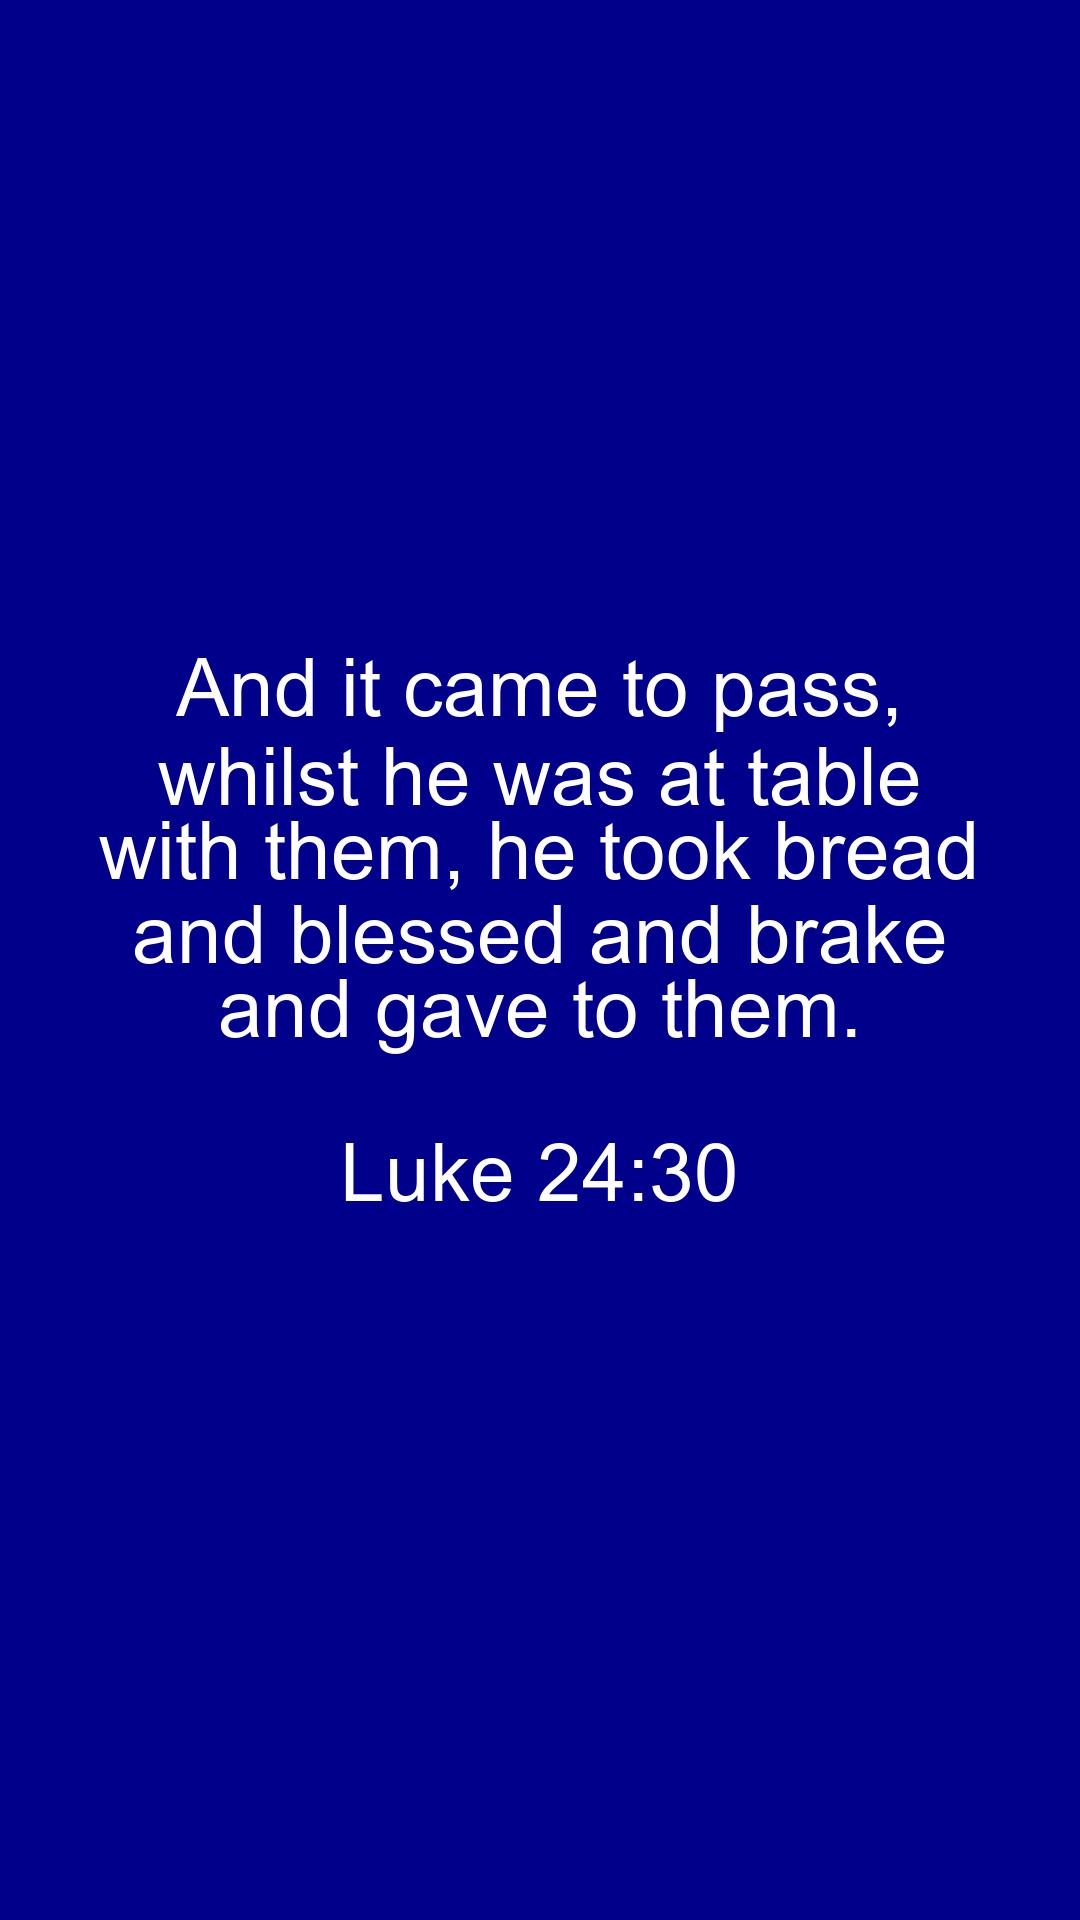 And it came to pass,
whilst he was at table
with them, he took bread
and blessed and brake
and gave to them.
Luke 24:30